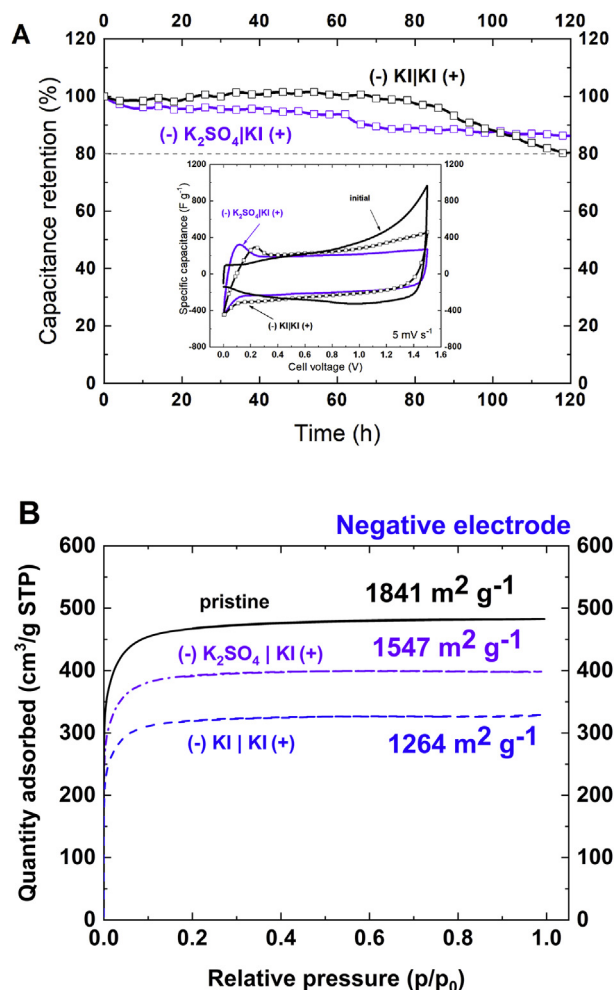 A
0 20 40 60 80 100 120
120 120
100 100
80 80
60 60
40 40
20 20
0 0
0 20 40 60 80 100 120
Capacitance retention (%)
Time (h)
(-) KI|KI (+)
(-) K₂SO₄|KI (+)
1200 1200
800 800
400 400
0 0
-400 -400
-800 -800
0.0 0.2 0.4 0.6 0.8 1.0 1.2 1.4 1.6
Specific capacitance (F g⁻¹)
Cell voltage (V)
(-) K₂SO₄|KI (+)
initial
(-) KI|KI (+)
5 mV s⁻¹
B
Negative electrode
600 600
500 500
400 400
300 300
200 200
100 100
0 0
0.0 0.2 0.4 0.6 0.8 1.0
Quantity adsorbed (cm³/g STP)
Relative pressure (p/p₀)
pristine
1841 m² g⁻¹
(-) K₂SO₄ | KI (+)
1547 m² g⁻¹
(-) KI | KI (+)
1264 m² g⁻¹